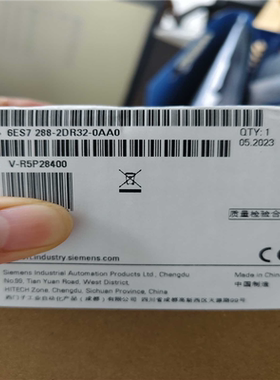 6ES7 288-2DR32-0AA0
QTY: 1
05.2023
V-R5P28400
质量检验合
ort.industry.siemens.com
Siemens Industrial Automation Products Ltd., Chengdu
No.99, Tian Yuan Road, West District,
HITECH Zone, Chengdu, Sichuan Province, China
Made in China
中国制造